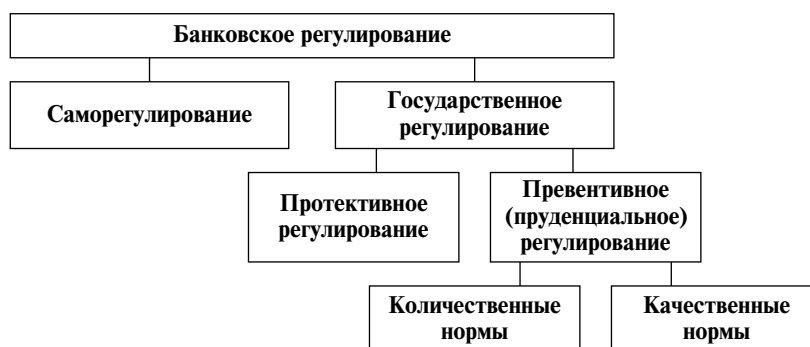 Банковское регулирование
Саморегулирование
Государственное
регулирование
Протективное
регулирование
Превентивное
(пруденциальное)
регулирование
Количественные
нормы
Качественные
нормы